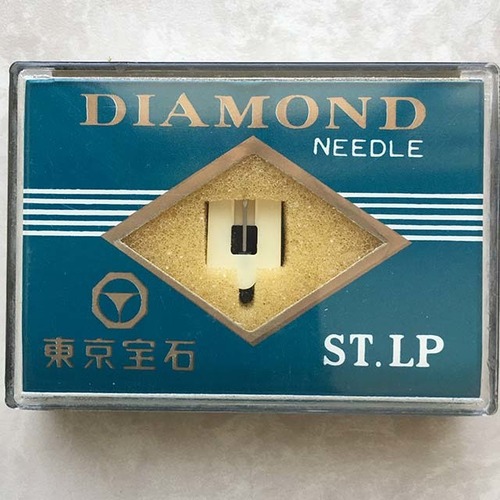 DIAMOND
NEEDLE
東京宝石
ST.LP